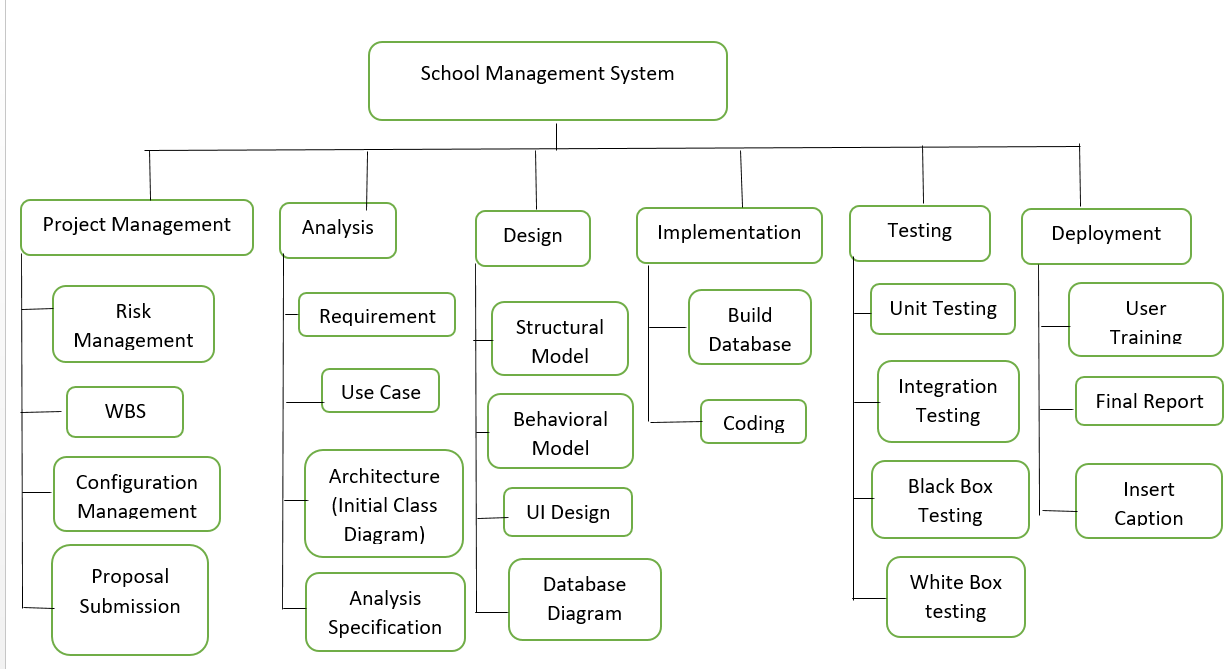 School Management System
Project Management
Analysis
Design
Implementation
Testing
Deployment
Risk
Management
WBS
Configuration
Management
Proposal
Submission
Requirement
Use Case
Architecture
(Initial Class
Diagram)
Analysis
Specification
Structural
Model
Behavioral
Model
UI Design
Database
Diagram
Build
Database
Coding
Unit Testing
Integration
Testing
Black Box
Testing
White Box
testing
User
Training
Final Report
Insert
Caption